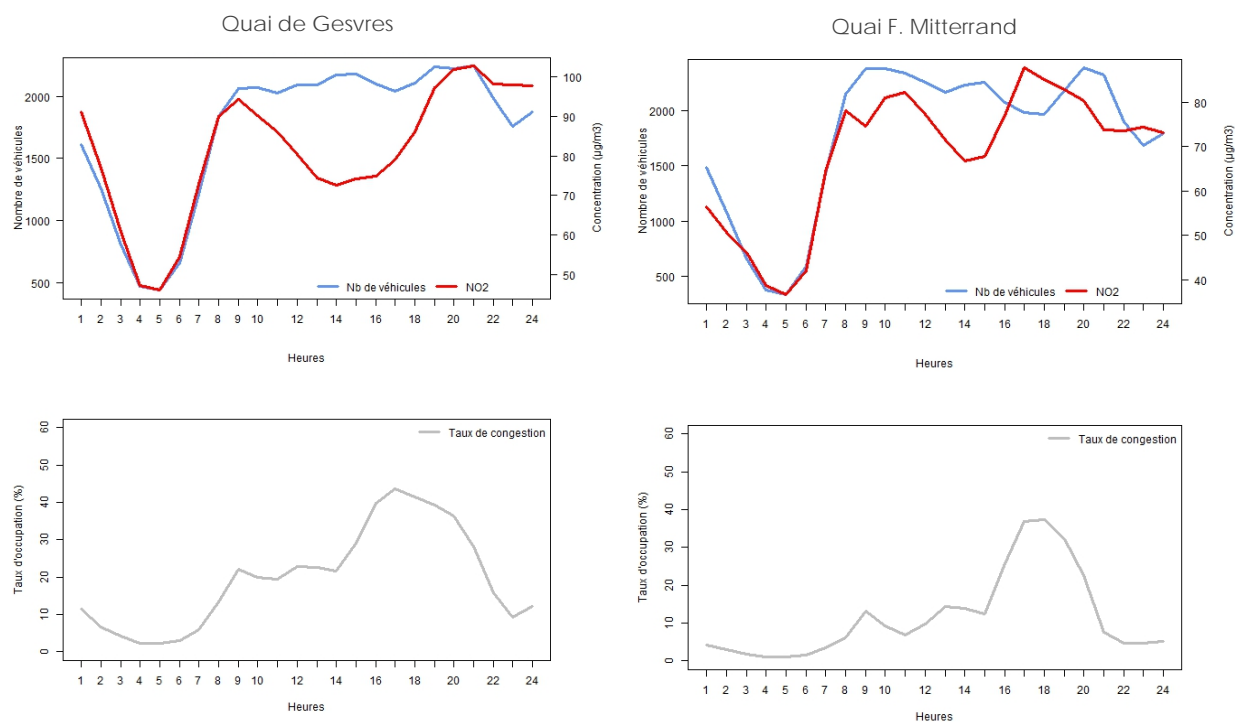 Quai de Gesvres
Nombre de véhicules
2000
1500
1000
500
100
90
80
70
60
50
Concentration (µg/m3)
Nb de véhicules NO2
1 2 3 4 5 6 7 8 9 10 12 14 16 18 20 22 24
Heures
Quai F. Mitterrand
Nombre de véhicules
2000
1500
1000
500
80
70
60
50
40
Concentration (µg/m3)
Nb de véhicules NO2
1 2 3 4 5 6 7 8 9 10 12 14 16 18 20 22 24
Heures
Taux d'occupation (%)
60
50
40
30
20
10
0
Taux de congestion
1 2 3 4 5 6 7 8 9 10 12 14 16 18 20 22 24
Heures
Taux d'occupation (%)
60
50
40
30
20
10
0
Taux de congestion
1 2 3 4 5 6 7 8 9 10 12 14 16 18 20 22 24
Heures